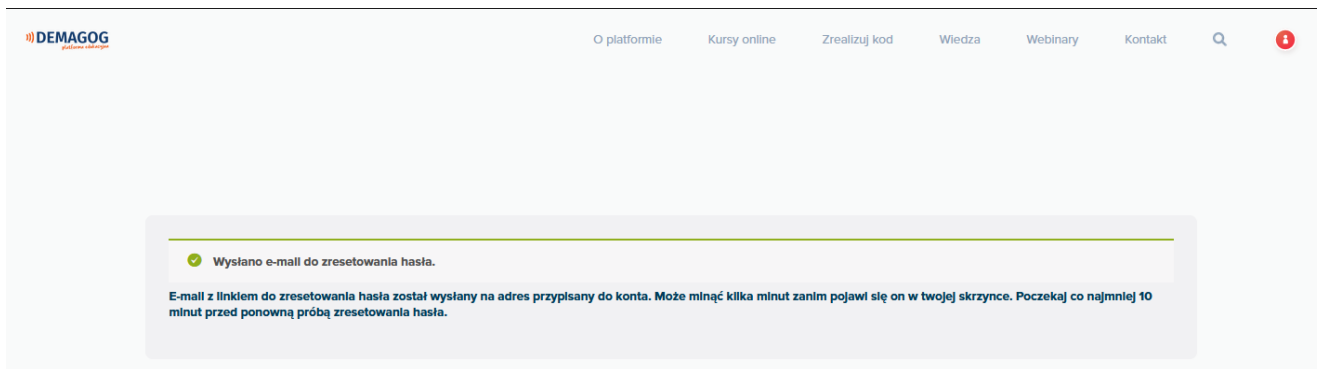 DEMAGOG
platforma edukacyjna
O platformie Kursy online Zrealizuj kod Wiedza Webinary Kontakt
Wysłano e-mail do zresetowania hasła.
E-mail z linkiem do zresetowania hasła został wysłany na adres przypisany do konta. Może minąć kilka minut zanim pojawi się on w twojej skrzynce. Poczekaj co najmniej 10
minut przed ponowną próbą zresetowania hasła.